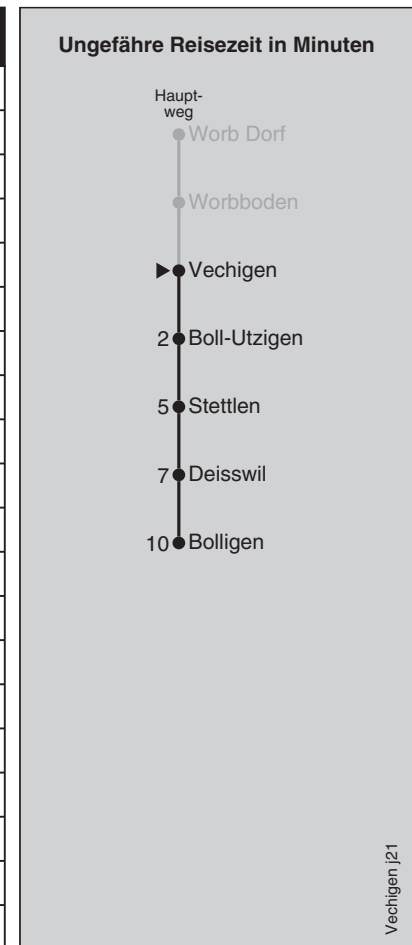 Ungefähre Reisezeit in Minuten
Haupt-
weg
Worb Dorf
Worbboden
Vechigen
2 Boll-Utzigen
5 Stettlen
7 Deisswil
10 Bolligen
Vechigen j21